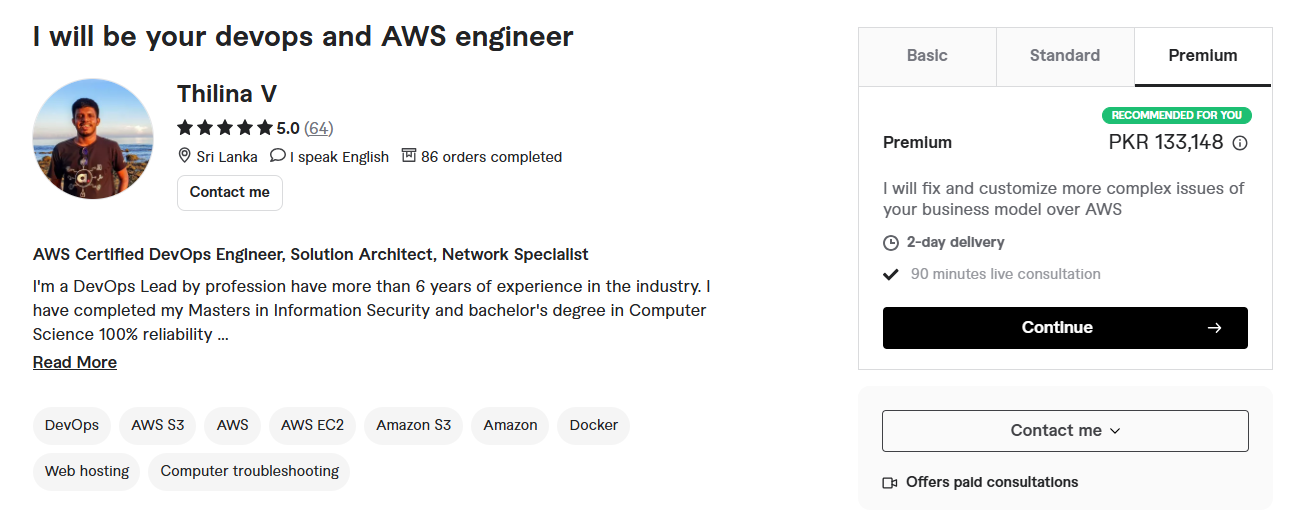 I will be your devops and AWS engineer
Thilina V
5.0 (64)
Sri Lanka I speak English 86 orders completed
Contact me
AWS Certified DevOps Engineer, Solution Architect, Network Specialist
I'm a DevOps Lead by profession have more than 6 years of experience in the industry. I
have completed my Masters in Information Security and bachelor's degree in Computer
Science 100% reliability ...
Read More
DevOps AWS S3 AWS AWS EC2 Amazon S3 Amazon Docker
Web hosting Computer troubleshooting
Basic Standard Premium
RECOMMENDED FOR YOU
Premium PKR 133,148
I will fix and customize more complex issues of
your business model over AWS
2-day delivery
90 minutes live consultation
Continue
Contact me
Offers paid consultations